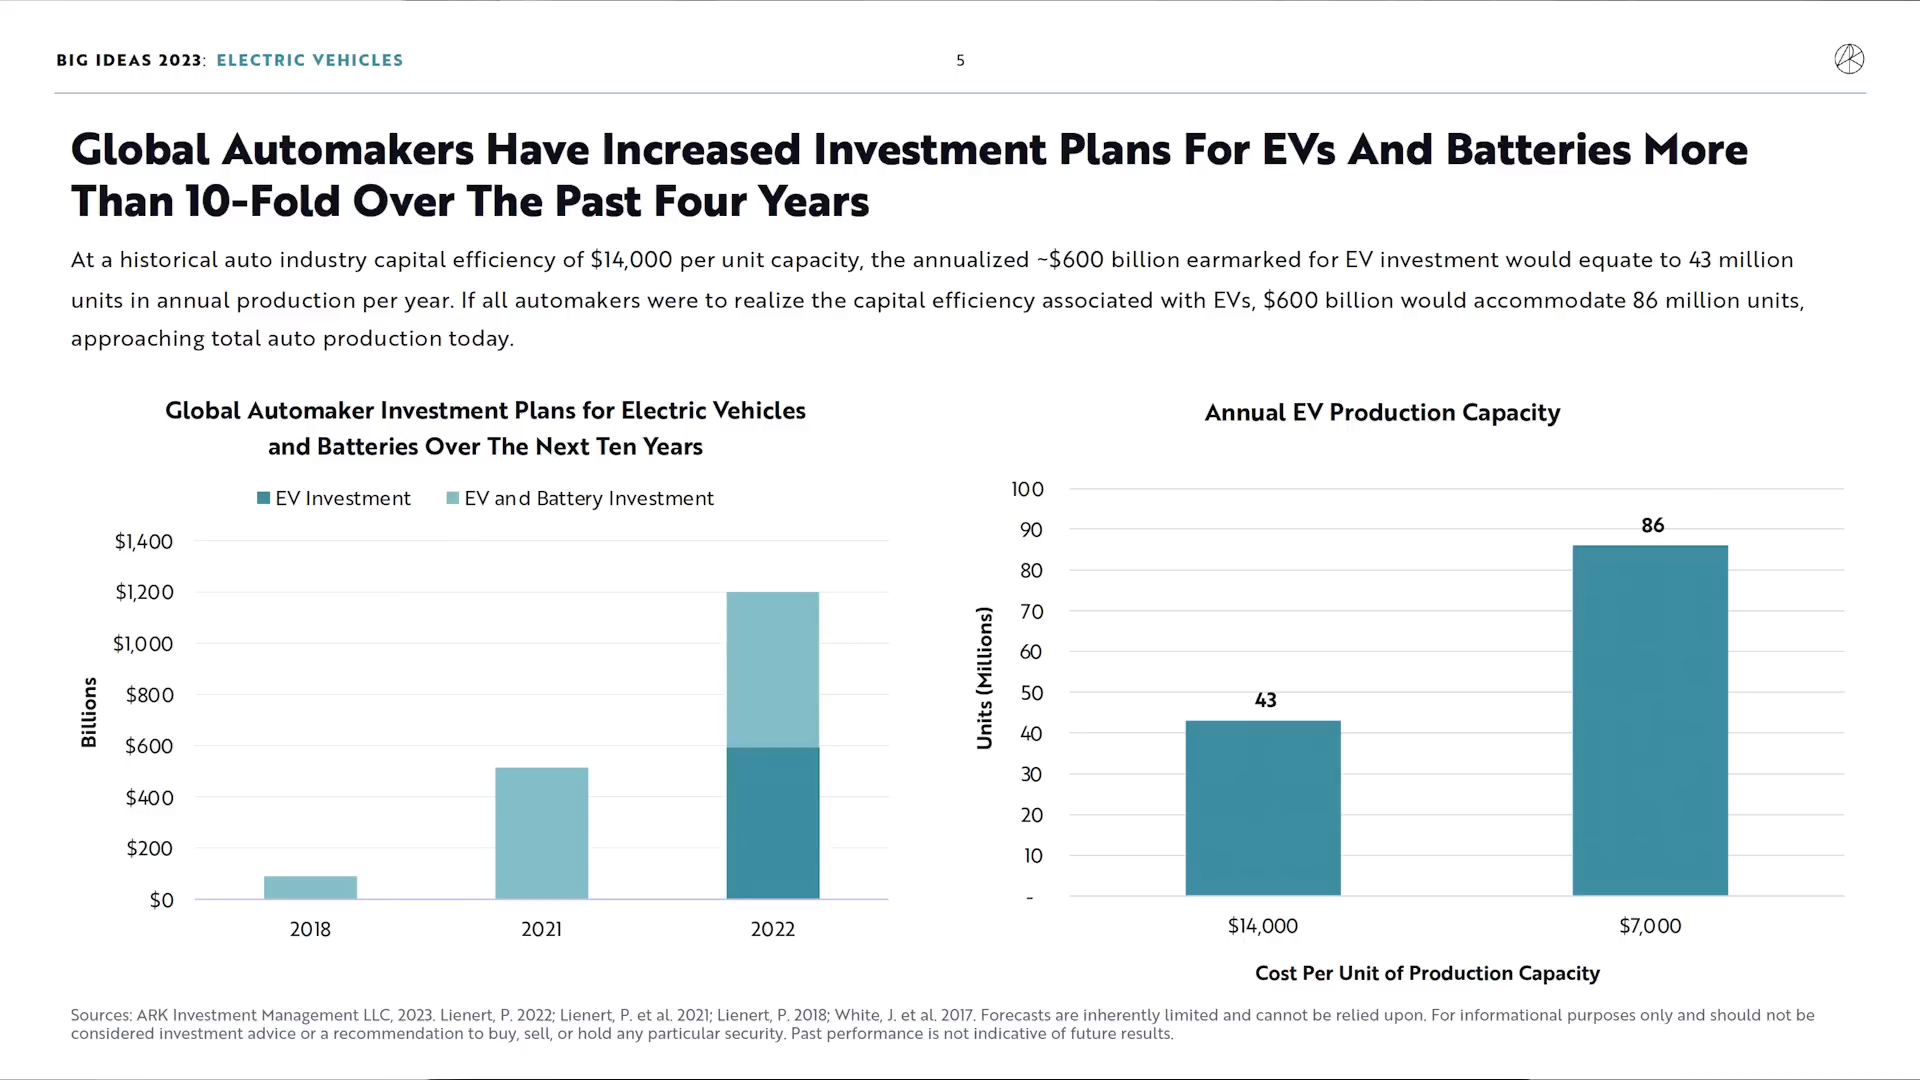 BIG IDEAS 2023: ELECTRIC VEHICLES
5
Global Automakers Have Increased Investment Plans For EVs And Batteries More
Than 10-Fold Over The Past Four Years
At a historical auto industry capital efficiency of $14,000 per unit capacity, the annualized ~$600 billion earmarked for EV investment would equate to 43 million
units in annual production per year. If all automakers were to realize the capital efficiency associated with EVs, $600 billion would accommodate 86 million units,
approaching total auto production today.
Global Automaker Investment Plans for Electric Vehicles
and Batteries Over The Next Ten Years
EV Investment
EV and Battery Investment
$1,400
$1,200
$1,000
$800
$600
$400
$200
$0
Billions
2018
2021
2022
Annual EV Production Capacity
100
90
80
70
60
50
40
30
20
10
-
Units (Millions)
43
86
$14,000
$7,000
Cost Per Unit of Production Capacity
Sources: ARK Investment Management LLC, 2023. Lienert, P. 2022; Lienert, P. et al. 2021; Lienert, P. 2018; White, J. et al. 2017. Forecasts are inherently limited and cannot be relied upon. For informational purposes only and should not be
considered investment advice or a recommendation to buy, sell, or hold any particular security. Past performance is not indicative of future results.